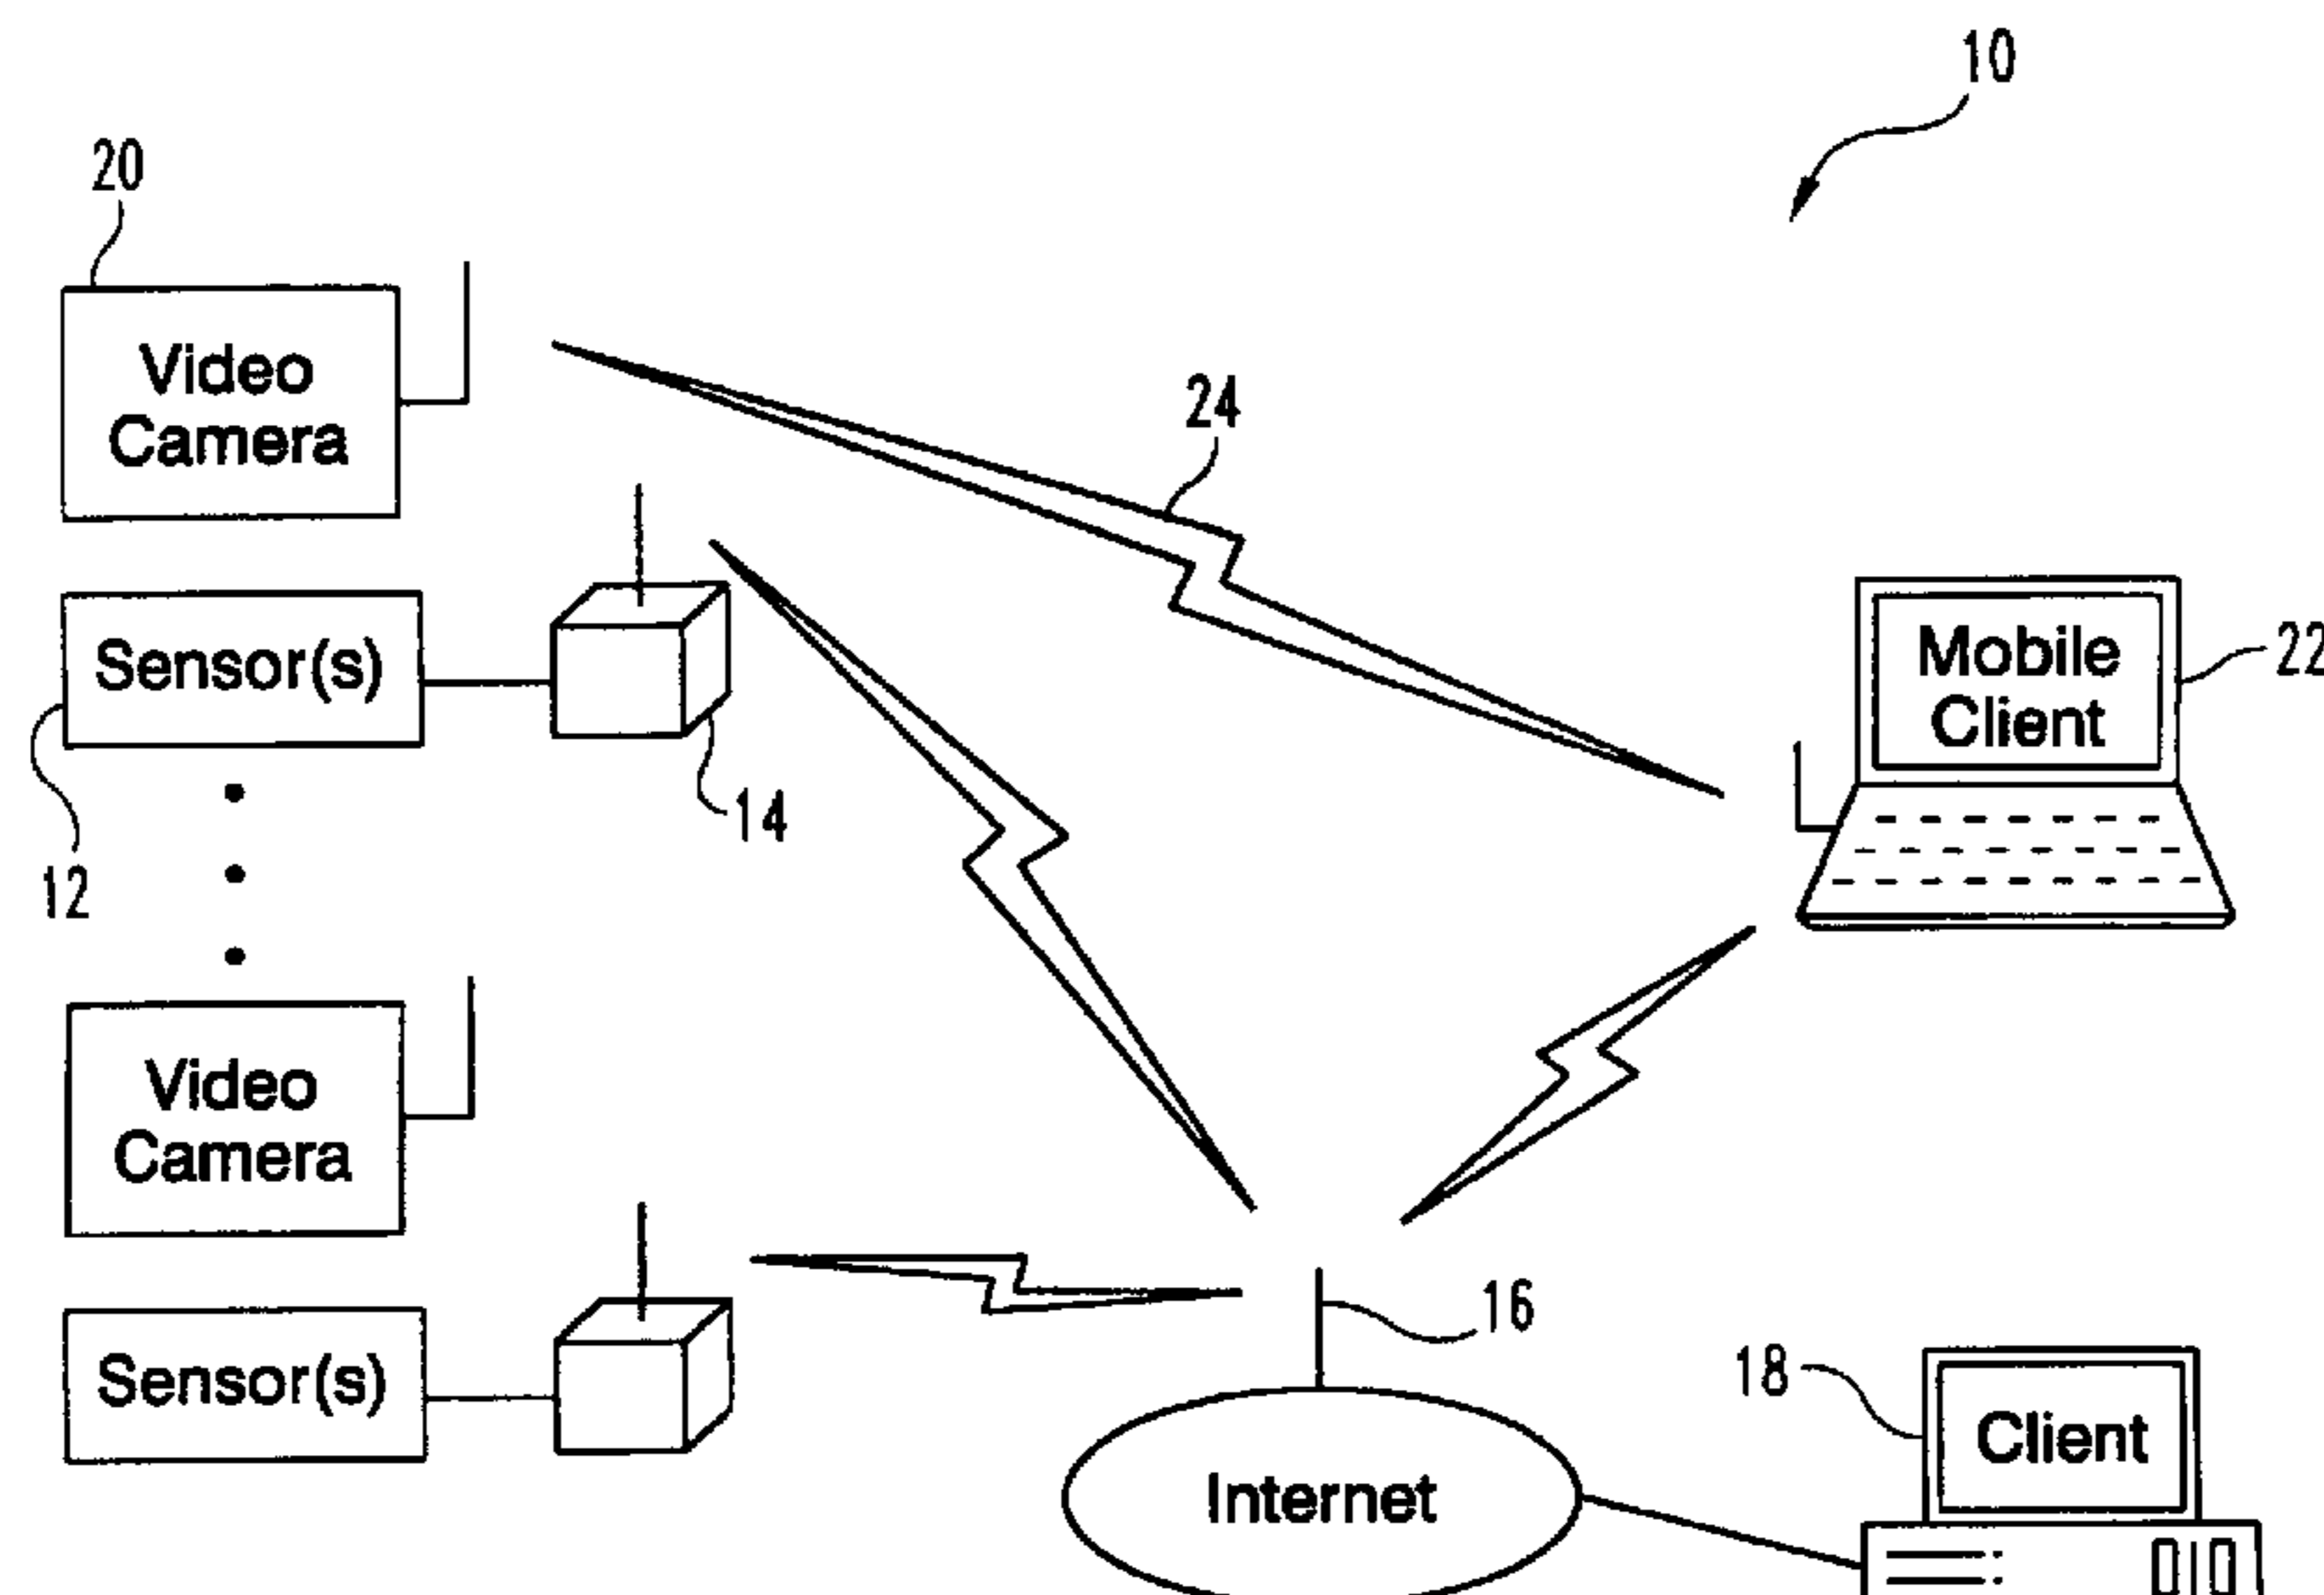 10
20
Video
Camera
24
Sensor(s)
Mobile
Client
22
14
12
Video
Camera
16
18
Sensor(s)
Client
Internet